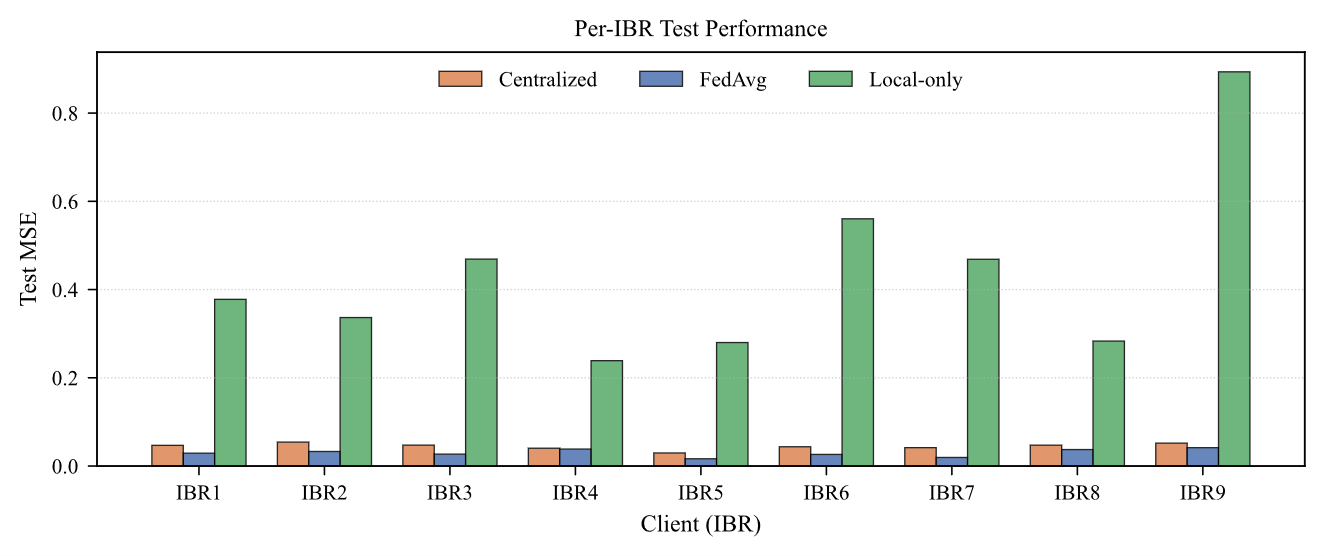 Per-IBR Test Performance
Centralized FedAvg Local-only
Test MSE
0.8
0.6
0.4
0.2
0.0
IBR1 IBR2 IBR3 IBR4 IBR5 IBR6 IBR7 IBR8 IBR9
Client (IBR)